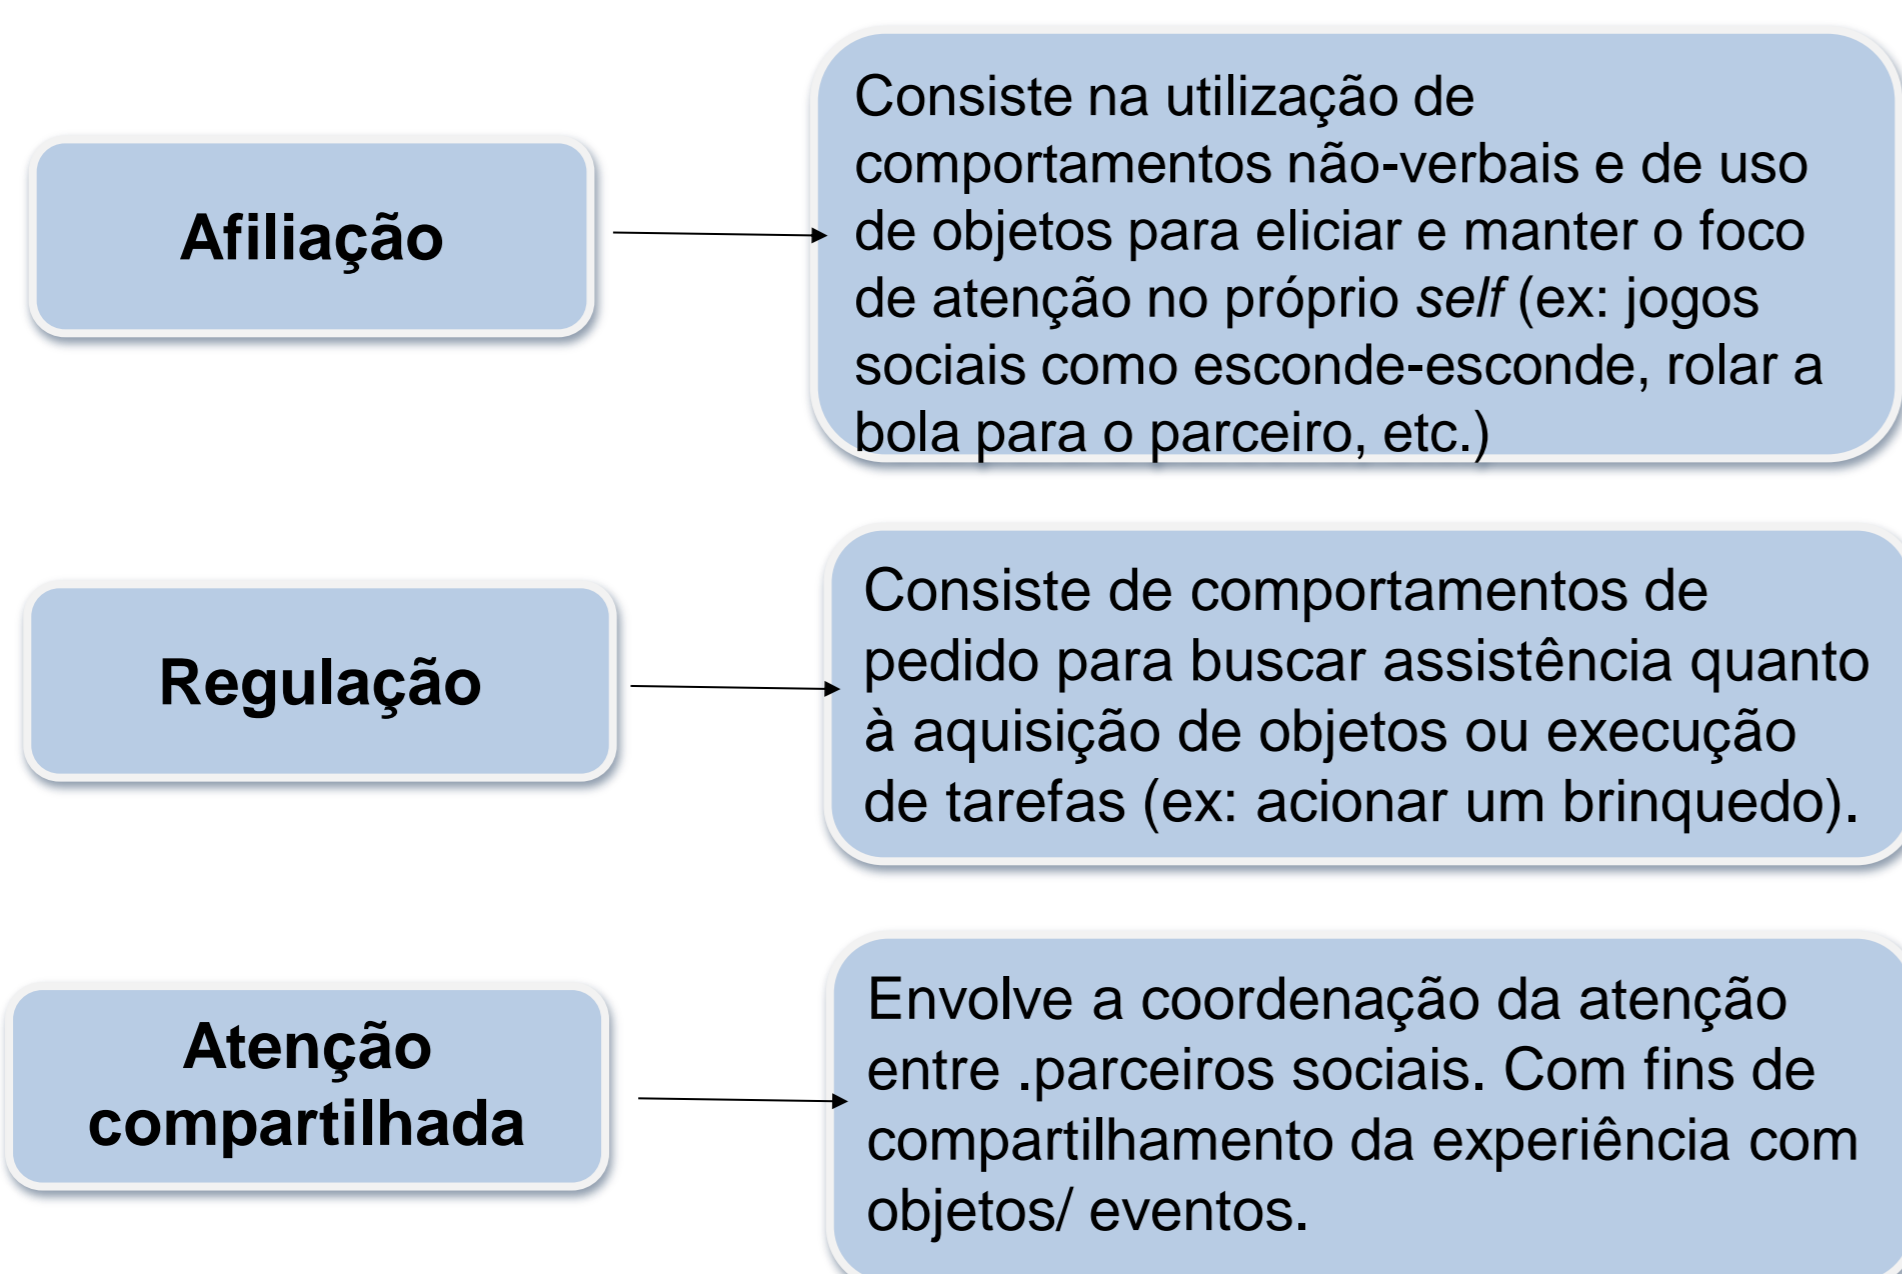 Afiliação
Consiste na utilização de
comportamentos não-verbais e de uso
de objetos para eliciar e manter o foco
de atenção no próprio self (ex: jogos
sociais como esconde-esconde, rolar a
bola para o parceiro, etc.)
Regulação
Consiste de comportamentos de
pedido para buscar assistência quanto
à aquisição de objetos ou execução
de tarefas (ex: acionar um brinquedo).
Atenção
compartilhada
Envolve a coordenação da atenção
entre .parceiros sociais. Com fins de
compartilhamento da experiência com
objetos/ eventos.